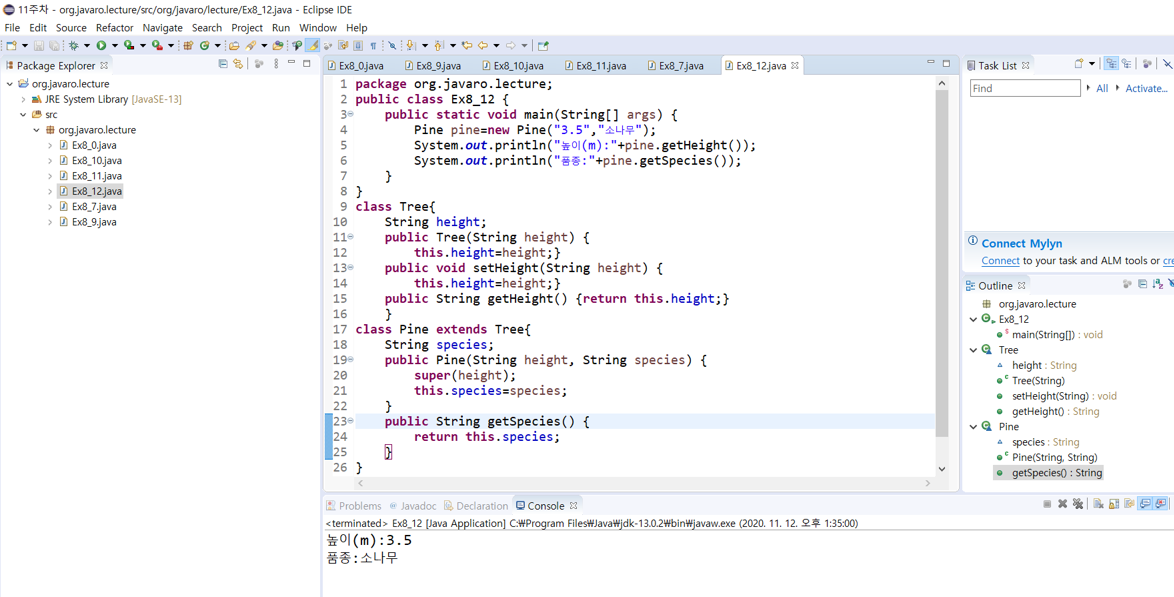 11주차 - org.javaro.lecture/src/org/javaro/lecture/Ex8_12.java - Eclipse IDE
File Edit Source Refactor Navigate Search Project Run Window Help
Package Explorer
org.javaro.lecture
JRE System Library [JavaSE-13]
src
org.javaro.lecture
Ex8_0.java
Ex8_10.java
Ex8_11.java
Ex8_12.java
Ex8_7.java
Ex8_9.java
Ex8_0.java Ex8_9.java Ex8_10.java Ex8_11.java Ex8_7.java Ex8_12.java
1 package org.javaro.lecture;
2 public class Ex8_12 {
3 public static void main(String[] args) {
4 Pine pine=new Pine("3.5","소나무");
5 System.out.println("높이(m):"+pine.getHeight());
6 System.out.println("품종:"+pine.getSpecies());
7 }
8 }
9 class Tree{
10 String height;
11 public Tree(String height) {
12 this.height=height;}
13 public void setHeight(String height) {
14 this.height=height;}
15 public String getHeight() {return this.height;}
16 }
17 class Pine extends Tree{
18 String species;
19 public Pine(String height, String species) {
20 super(height);
21 this.species=species;
22 }
23 public String getSpecies() {
24 return this.species;
25 }
26 }
Problems Javadoc Declaration Console
<terminated> Ex8_12 [Java Application] C:₩Program Files₩Java₩jdk-13.0.2₩bin₩javaw.exe (2020. 11. 12. 오후 1:35:00)
높이(m):3.5
품종:소나무
Task List
Find All Activate...
Connect Mylyn
Connect to your task and ALM tools or cre
Outline
org.javaro.lecture
Ex8_12
main(String[]) : void
Tree
height : String
Tree(String)
setHeight(String) : void
getHeight() : String
Pine
species : String
Pine(String, String)
getSpecies() : String